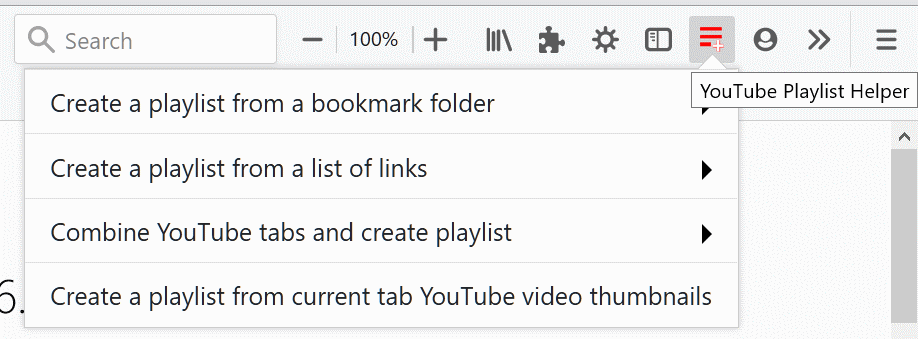 Search
100%
YouTube Playlist Helper
Create a playlist from a bookmark folder
Create a playlist from a list of links
Combine YouTube tabs and create playlist
Create a playlist from current tab YouTube video thumbnails
6.